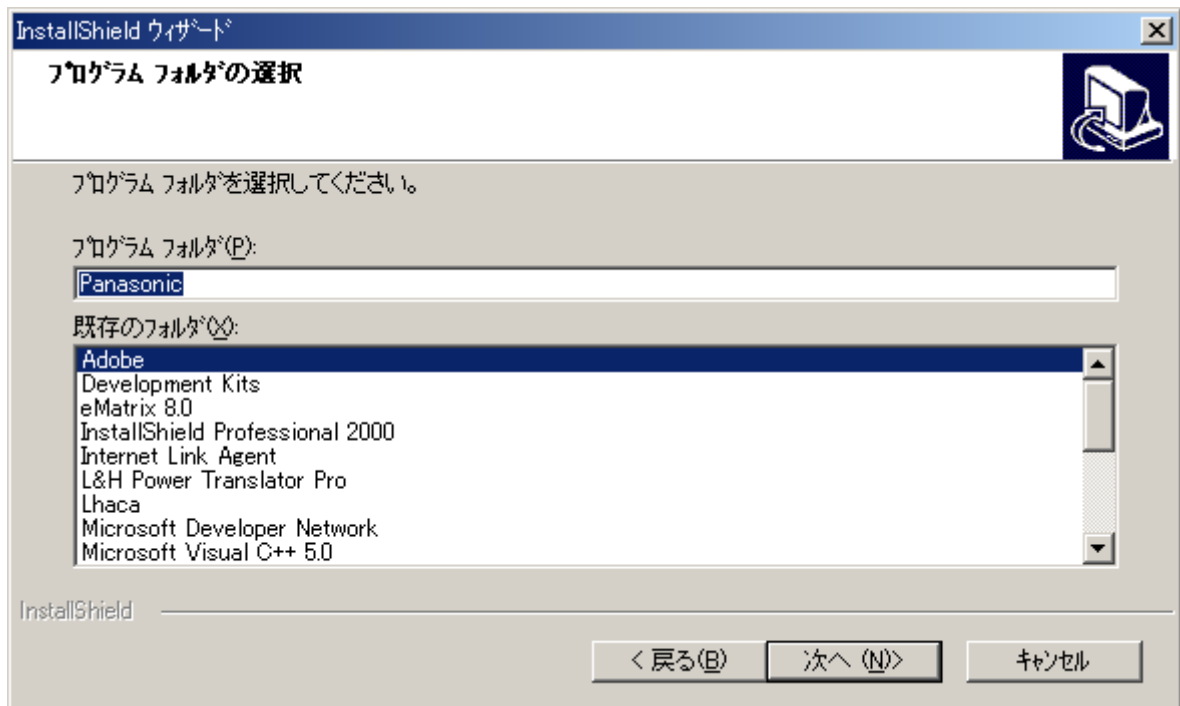 InstallShield ウィザード
プログラム フォルダの選択
プログラム フォルダを選択してください。
プログラム フォルダ(P):
Panasonic
既存のフォルダ(X):
Adobe
Development Kits
eMatrix 8.0
InstallShield Professional 2000
Internet Link Agent
L&H Power Translator Pro
Lhaca
Microsoft Developer Network
Microsoft Visual C++ 5.0
InstallShield
< 戻る(B) 次へ (N)> キャンセル